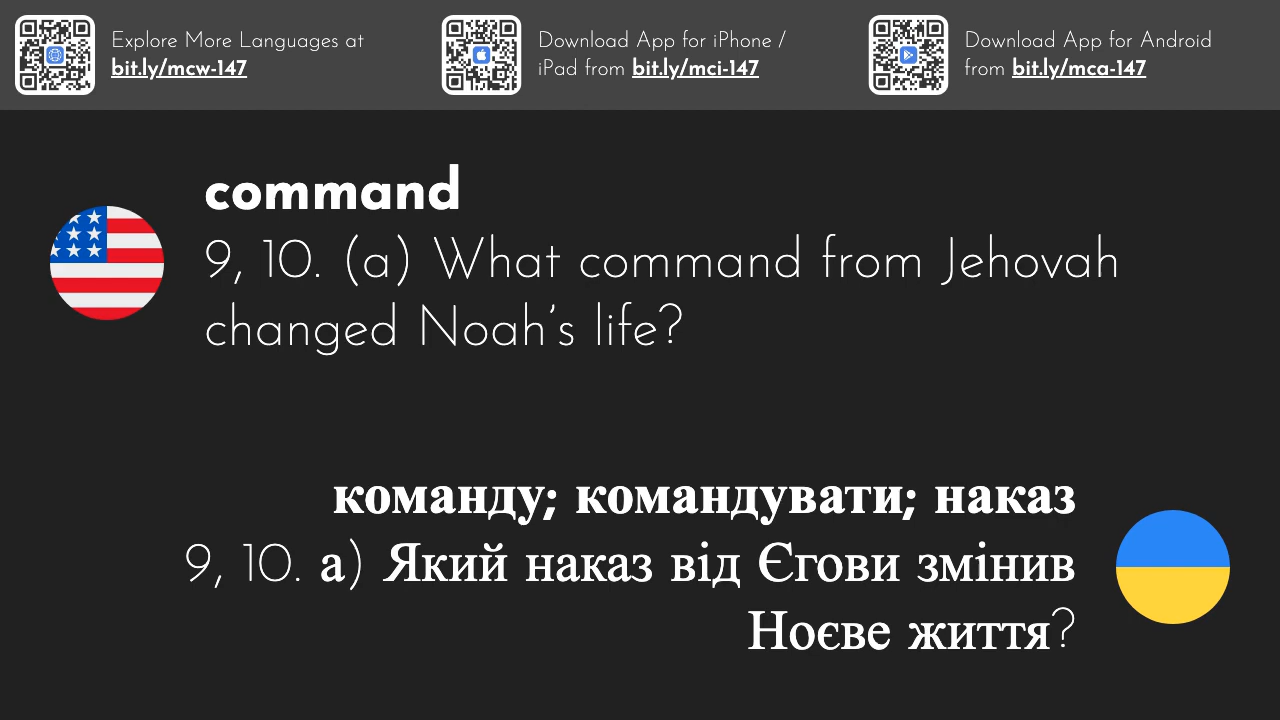 Explore More Languages at
bit.ly/mcw-147
Download App for iPhone /
iPad from bit.ly/mci-147
Download App for Android
from bit.ly/mca-147
command
9, 10. (a) What command from Jehovah
changed Noah’s life?
команду; командувати; наказ
9, 10. а) Який наказ від Єгови змінив
Ноєве життя?